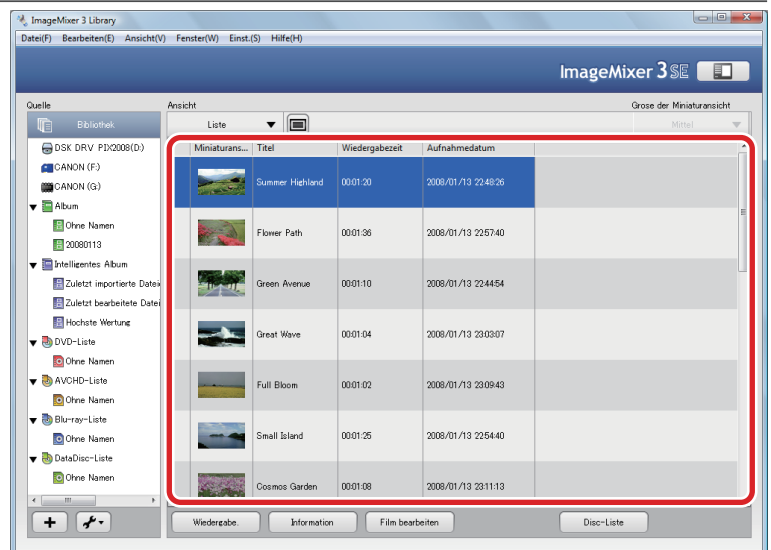 ImageMixer 3 Library
Datei(F) Bearbeiten(E) Ansicht(V) Fenster(W) Einst.(S) Hilfe(H)
ImageMixer 3 SE
Quelle
Bibliothek
DSK DRV PIX2008(D:)
CANON (F:)
CANON (G:)
Album
Ohne Namen
20080113
Intelligentes Album
Zuletzt importierte Datei
Zuletzt bearbeitete Datei
Hochste Wertung
DVD-Liste
Ohne Namen
AVCHD-Liste
Ohne Namen
Blu-ray-Liste
Ohne Namen
DataDisc-Liste
Ohne Namen
Ansicht
Liste
Grose der Miniaturansicht
Mittel
Miniaturans... Titel Wiedergabezeit Aufnahmedatum
Summer Highland 00:01:20 2008/01/13 22:48:26
Flower Path 00:01:36 2008/01/13 22:57:40
Green Avenue 00:01:10 2008/01/13 22:44:54
Great Wave 00:01:04 2008/01/13 23:03:07
Full Bloom 00:01:02 2008/01/13 23:09:43
Small Island 00:01:25 2008/01/13 22:54:40
Cosmos Garden 00:01:08 2008/01/13 23:11:13
Wiedergabe. Information Film bearbeiten Disc-Liste